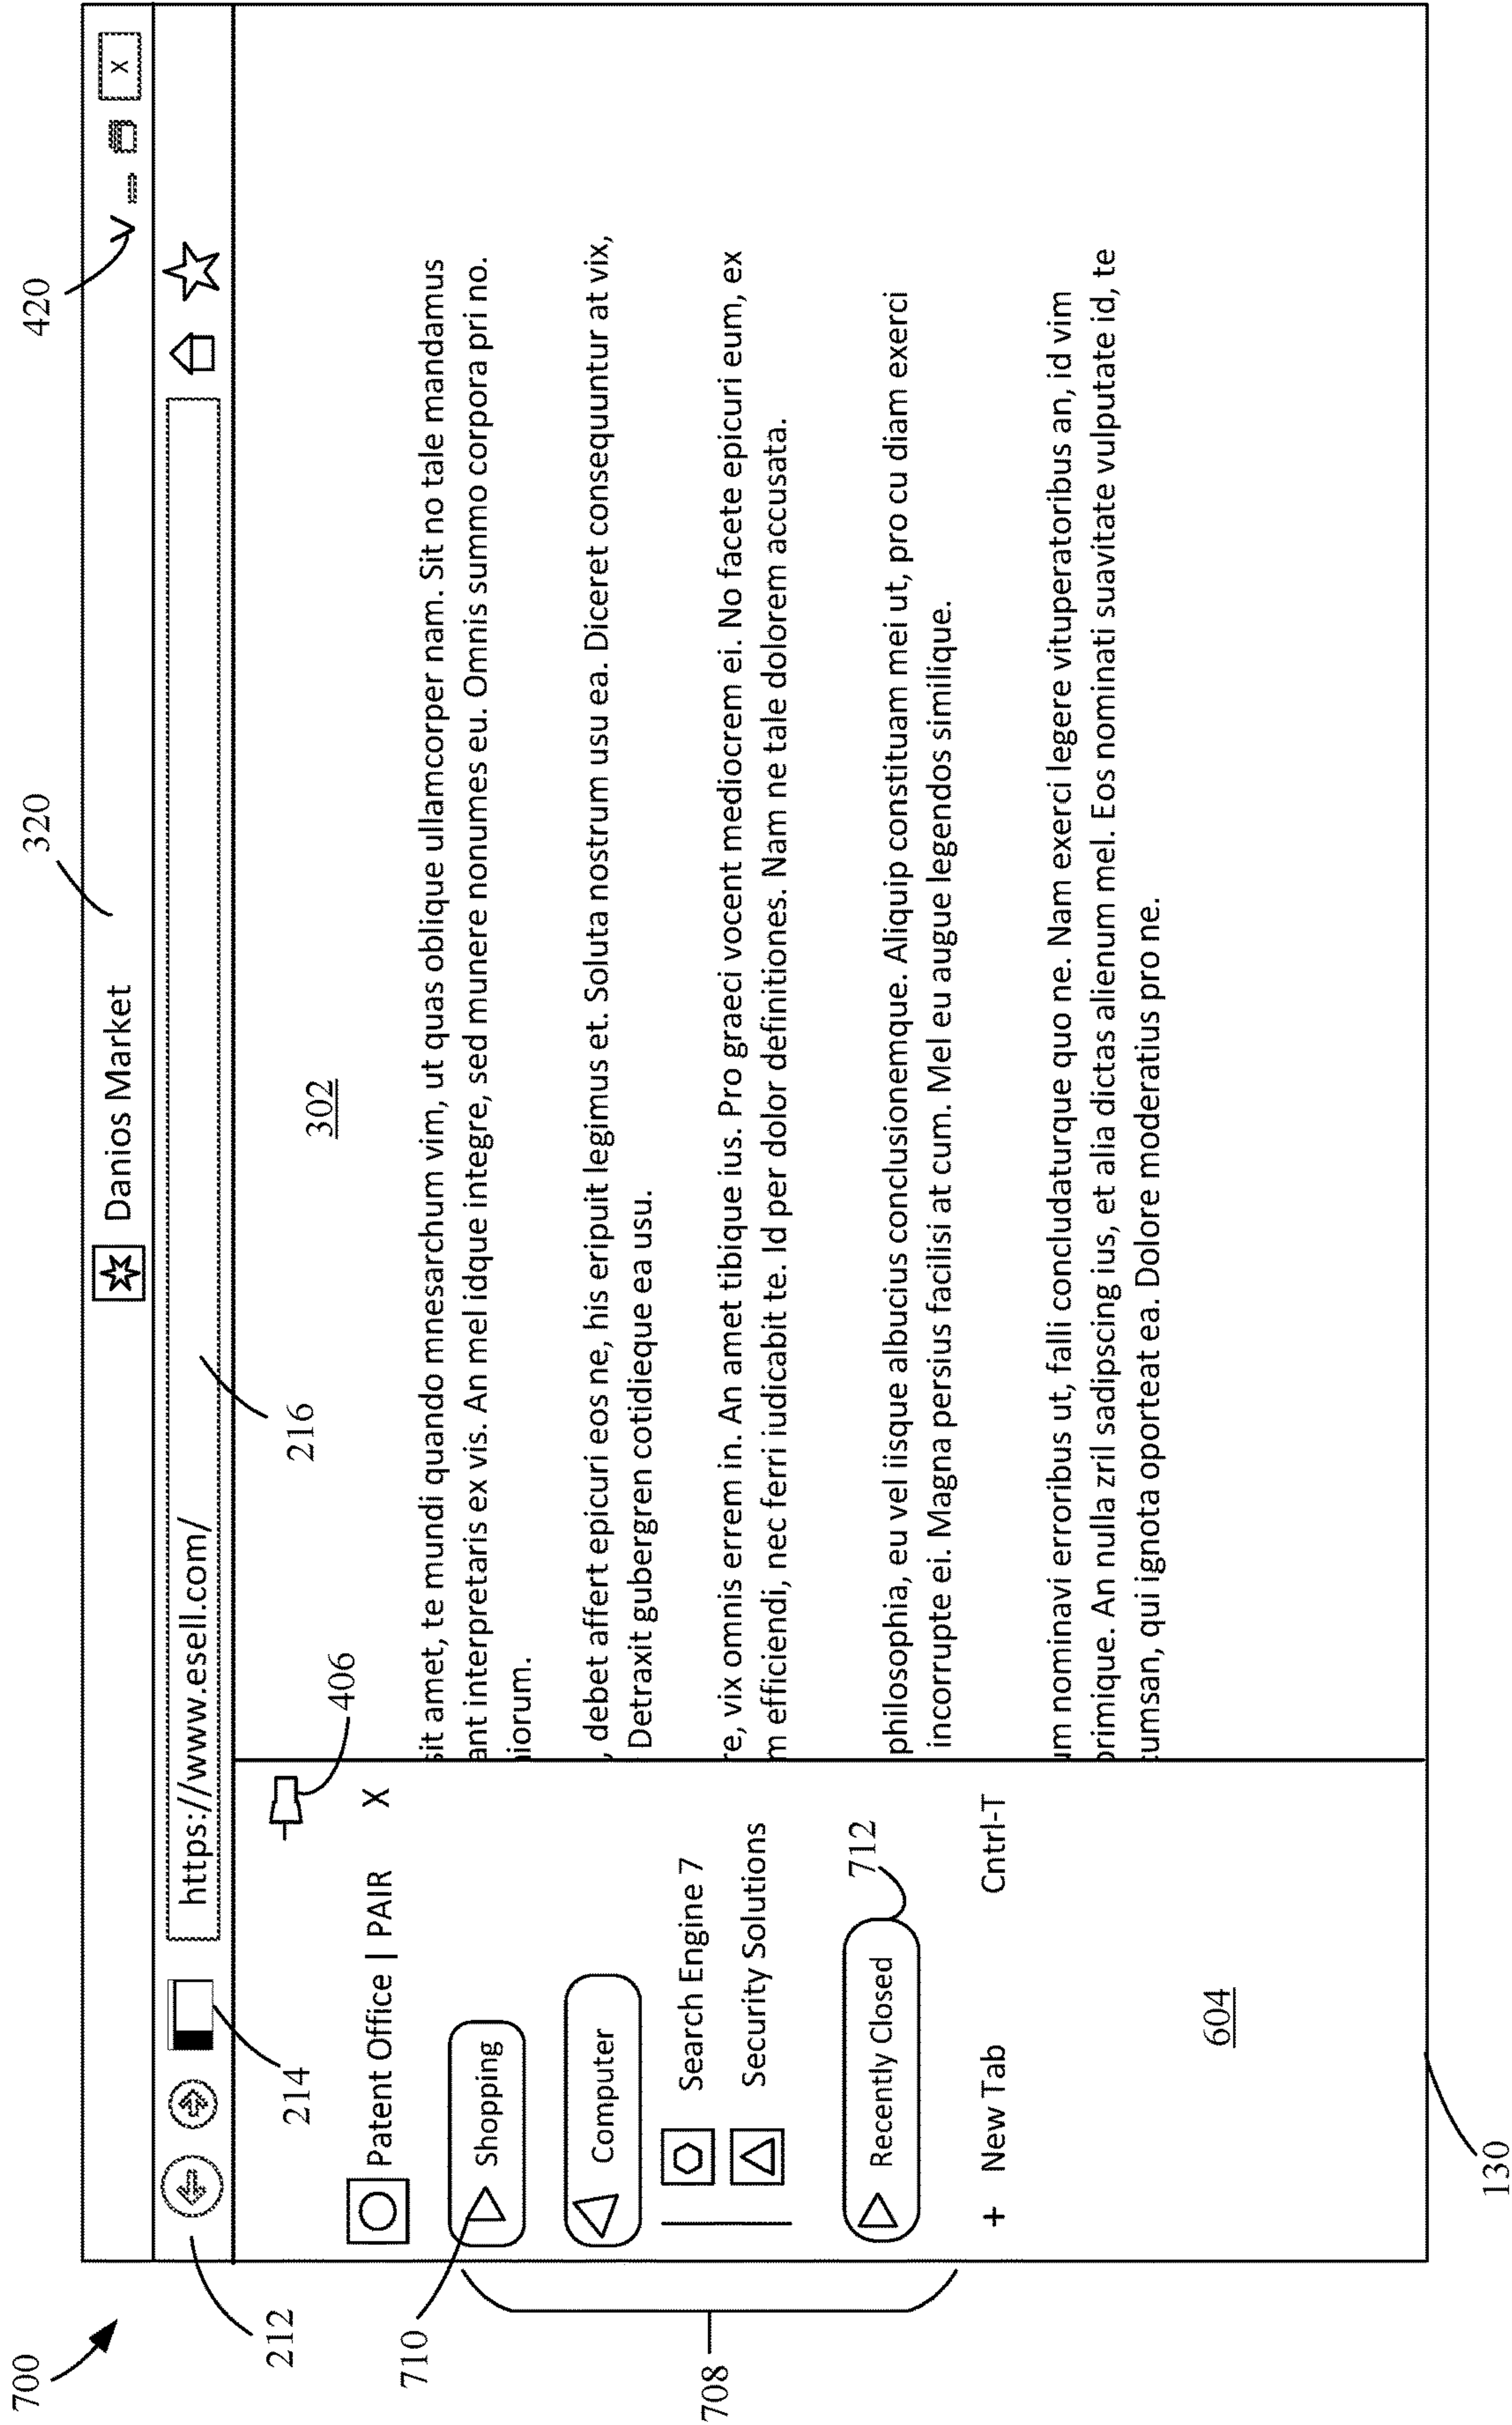 700
320
420
Danios Market
X
212
214
https://www.esell.com/
216
406
302
Patent Office | PAIR X
710
Shopping
Computer
Search Engine 7
Security Solutions
708
712
Recently Closed
+ New Tab Cntrl-T
604
130
sit amet, te mundi quando mnesarchum vim, ut quas oblique ullamcorper nam. Sit no tale mandamus
ant interpretaris ex vis. An mel idque integre, sed munere nonumes eu. Omnis summo corpora pri no.
iorum.
, debet affert epicuri eos ne, his eripuit legimus et. Soluta nostrum usu ea. Diceret consequuntur at vix,
Detraxit gubergren cotidieque ea usu.
re, vix omnis errem in. An amet tibique ius. Pro graeci vocent mediocrem ei. No facete epicuri eum, ex
m efficiendi, nec ferri iudicabit te. Id per dolor definitiones. Nam ne tale dolorem accusata.
philosophia, eu vel iisque albucius conclusionemque. Aliquip constituam mei ut, pro cu diam exerci
incorrupte ei. Magna persius facilisi at cum. Mel eu augue legendos similique.
um nominavi erroribus ut, falli concludaturque quo ne. Nam exerci legere vituperatoribus an, id vim
primique. An nulla zril sadipscing ius, et alia dictas alienum mel. Eos nominati suavitate vulputate id, te
cumsan, qui ignota oporteat ea. Dolore moderatius pro ne.